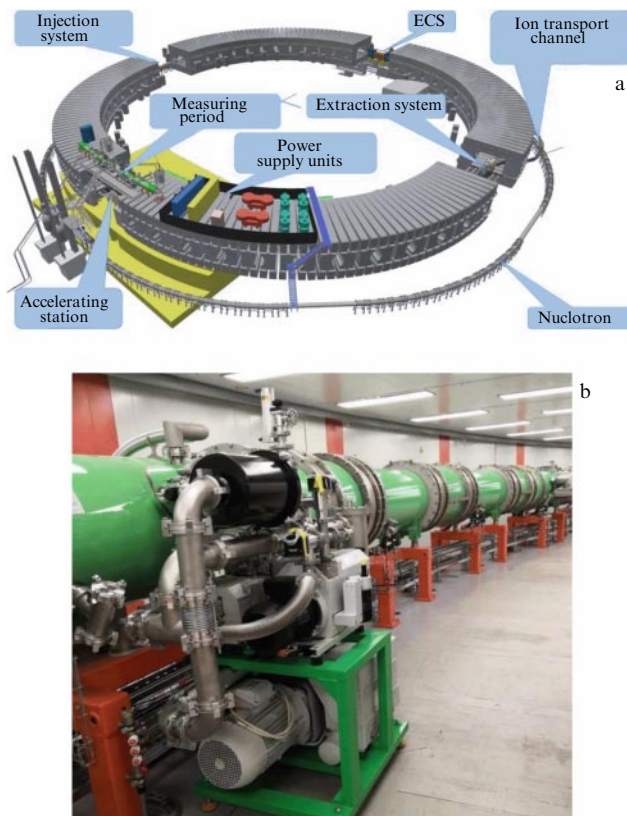 Injection
system
ECS
Ion transport
channel
a
Measuring
period
Extraction system
Power
supply units
Accelerating
station
Nuclotron
b